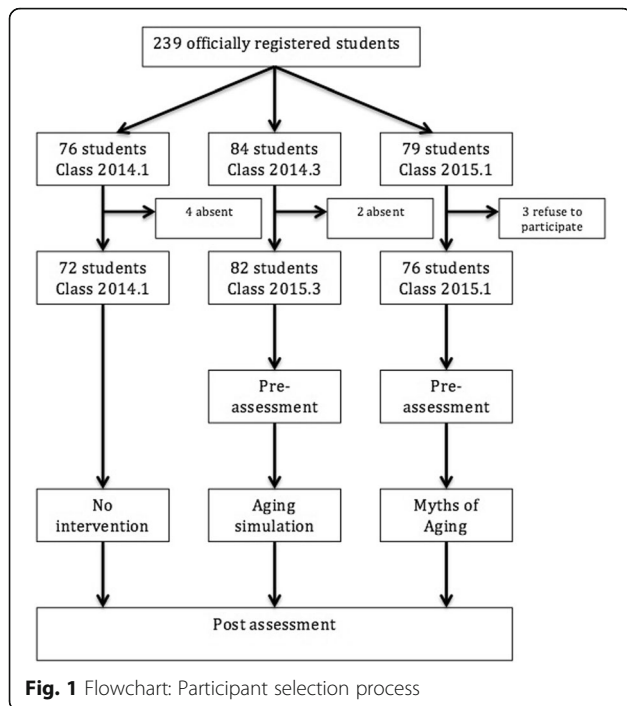 239 officially registered students
76 students
Class 2014.1
84 students
Class 2014.3
79 students
Class 2015.1
4 absent
2 absent
3 refuse to
participate
72 students
Class 2014.1
82 students
Class 2015.3
76 students
Class 2015.1
Pre-
assessment
Pre-
assessment
No
intervention
Aging
simulation
Myths of
Aging
Post assessment
Fig. 1 Flowchart: Participant selection process